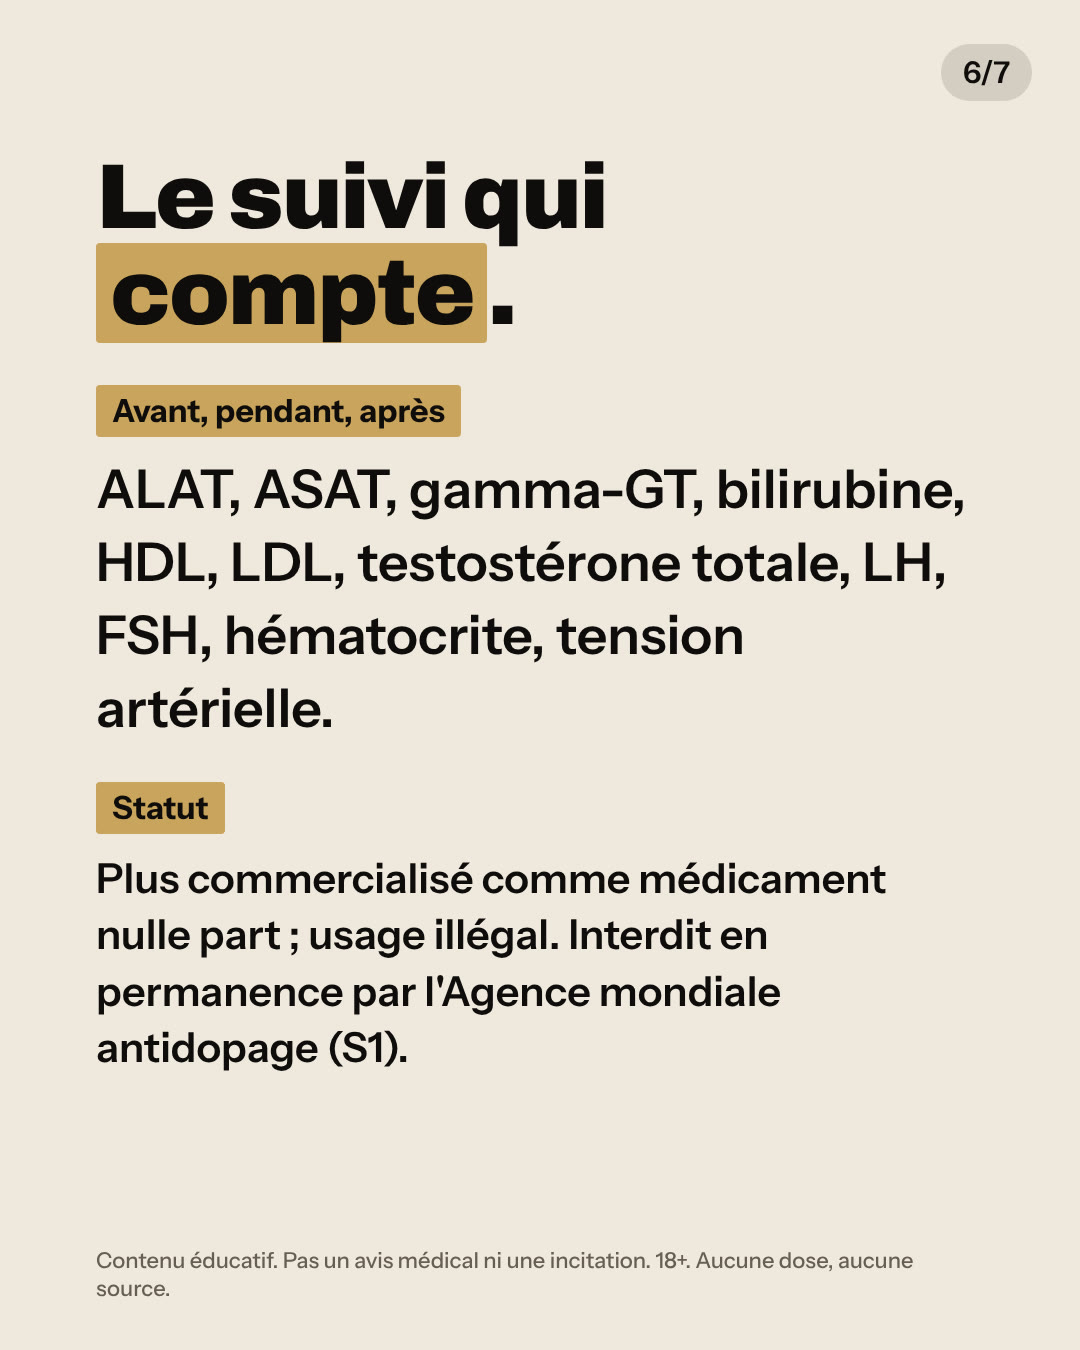 6/7
Le suivi qui
compte.
Avant, pendant, après
ALAT, ASAT, gamma-GT, bilirubine,
HDL, LDL, testostérone totale, LH,
FSH, hématocrite, tension
artérielle.
Statut
Plus commercialisé comme médicament
nulle part ; usage illégal. Interdit en
permanence par l'Agence mondiale
antidopage (S1).
Contenu éducatif. Pas un avis médical ni une incitation. 18+. Aucune dose, aucune
source.